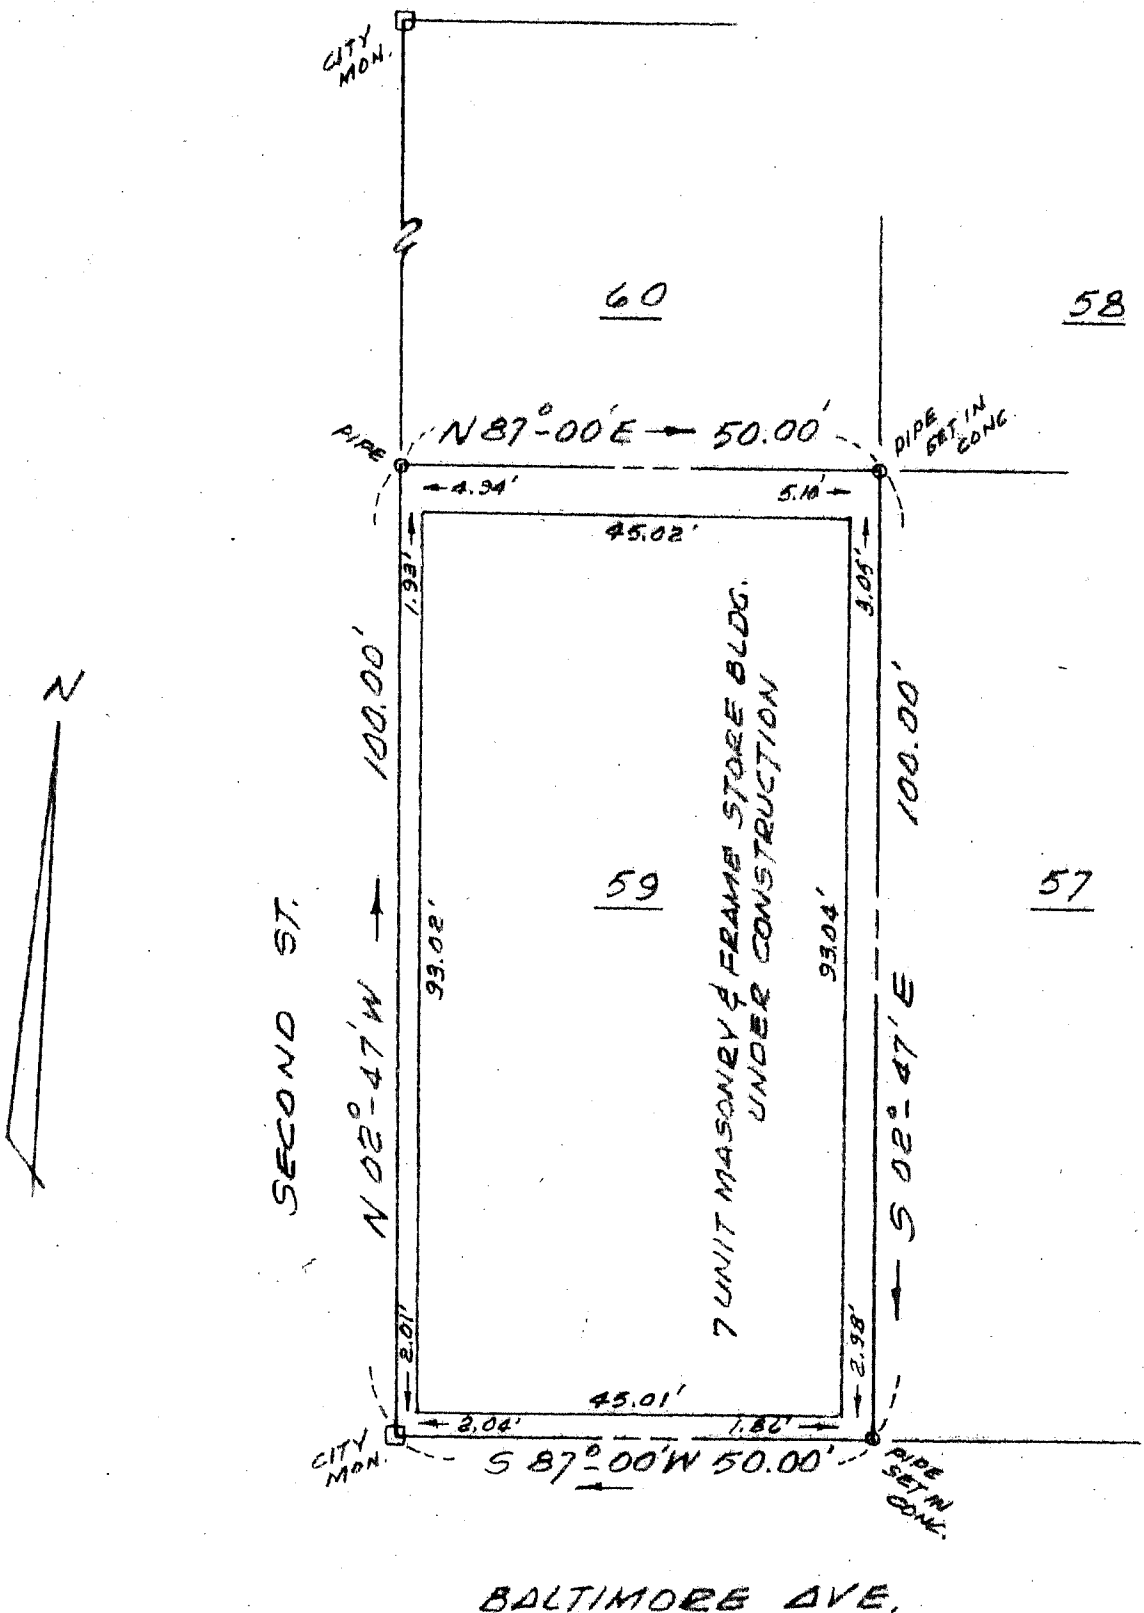 CITY
MON.
60
58
N 87°-00' E → 50.00'
PIPE
PIPE
SET IN
CONC.
4.94'
5.10'
45.02'
1.93'
3.05'
N
100.00'
100.00'
7 UNIT MASONRY & FRAME STORE BLDG.
UNDER CONSTRUCTION
59
57
SECOND ST.
93.02'
93.04'
N 02°-47' W
S 02°-47' E
2.01'
2.98'
45.01'
2.04'
1.86'
CITY
MON.
S 87°-00' W 50.00'
PIPE
SET IN
CONC.
BALTIMORE AVE.